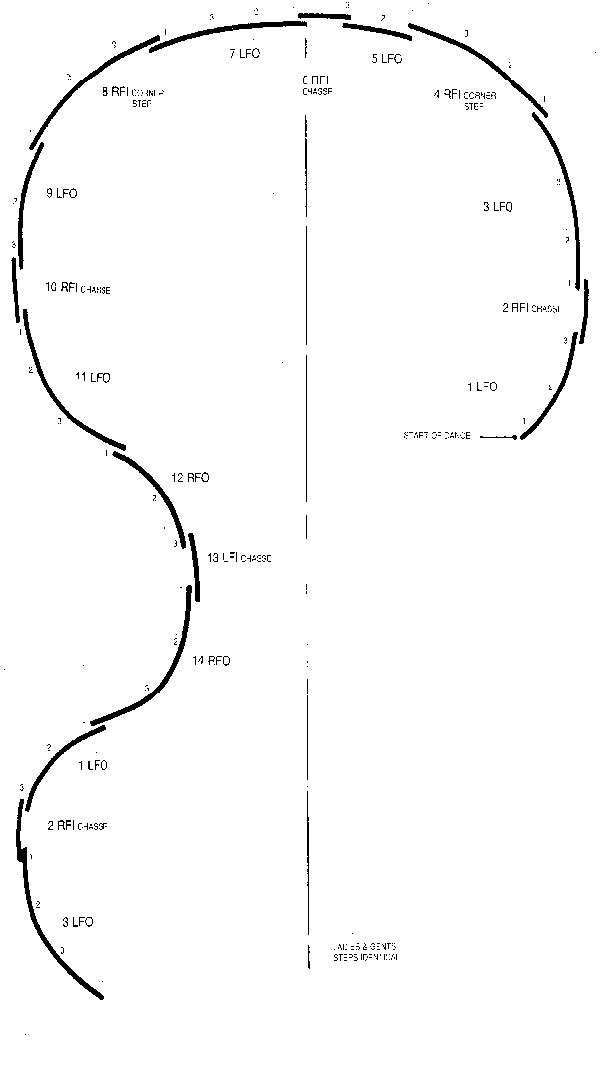 7 LFO
5 LFO
8 RFI CORNER
STEP
RFI
CHASSE
4 RFI CORNER
STEP
9 LFO
3 LFO
10 RFI CHASSE
2 RFI CHASSE
11 LFO
1 LFO
START OF DANCE
12 RFO
13 LFI CHASSE
14 RFO
1 LFO
2 RFI CHASSE
3 LFO
LADIES & GENTS
STEPS IDENTICAL